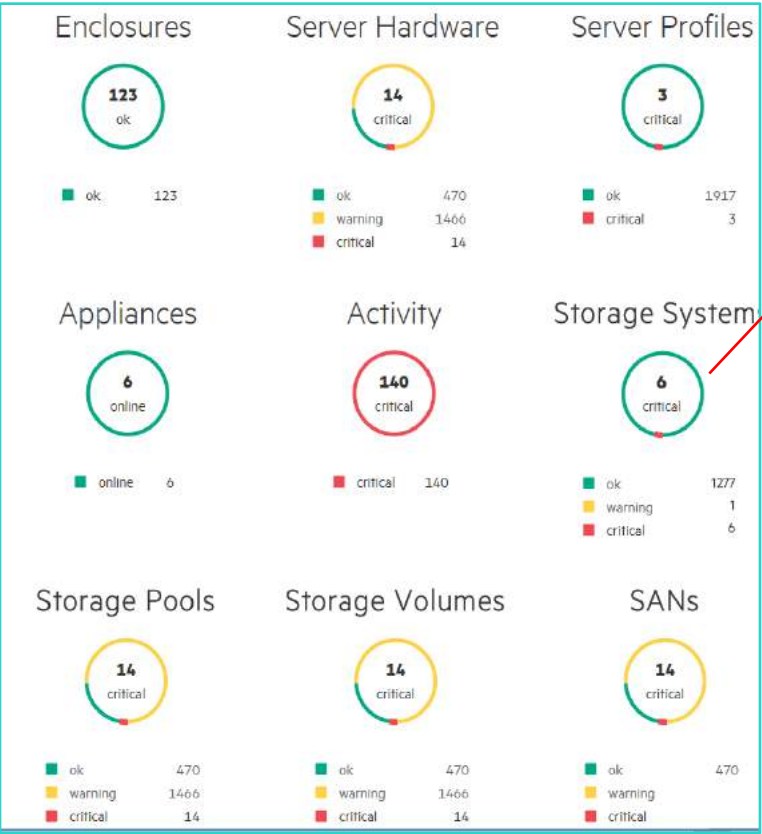 Enclosures Server Hardware Server Profiles
123 14 3
ok critical critical
ok 123 ok 470 ok 1917
warning 1466 critical 3
critical 14
Appliances Activity Storage Systems
6 140 6
online critical critical
online 6 critical 140 ok 1277
warning 1
critical 6
Storage Pools Storage Volumes SANs
14 14 14
critical critical critical
ok 470 ok 470 ok 470
warning 1466 warning 1466 warning
critical 14 critical 14 critical